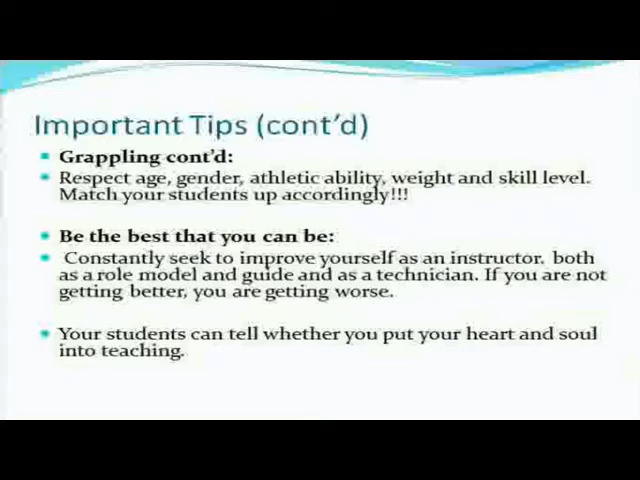 Important Tips (cont'd)
Grappling cont'd:
Respect age, gender, athletic ability, weight and skill level.
Match your students up accordingly!!!
Be the best that you can be:
Constantly seek to improve yourself as an instructor, both
as a role model and guide and as a technician. If you are not
getting better, you are getting worse.
Your students can tell whether you put your heart and soul
into teaching.